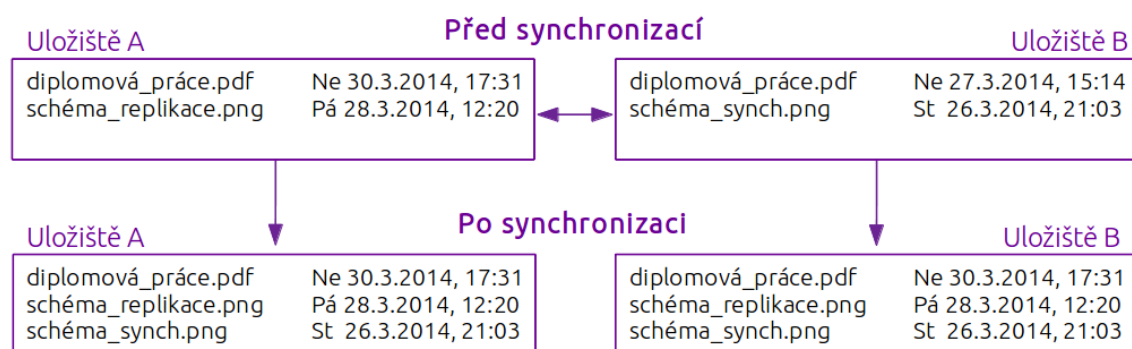 Před synchronizací
Uložiště A
Uložiště B
diplomová_práce.pdf Ne 30.3.2014, 17:31
schéma_replikace.png Pá 28.3.2014, 12:20
diplomová_práce.pdf Ne 27.3.2014, 15:14
schéma_synch.png St 26.3.2014, 21:03
Po synchronizaci
Uložiště A
Uložiště B
diplomová_práce.pdf Ne 30.3.2014, 17:31
schéma_replikace.png Pá 28.3.2014, 12:20
schéma_synch.png St 26.3.2014, 21:03
diplomová_práce.pdf Ne 30.3.2014, 17:31
schéma_replikace.png Pá 28.3.2014, 12:20
schéma_synch.png St 26.3.2014, 21:03